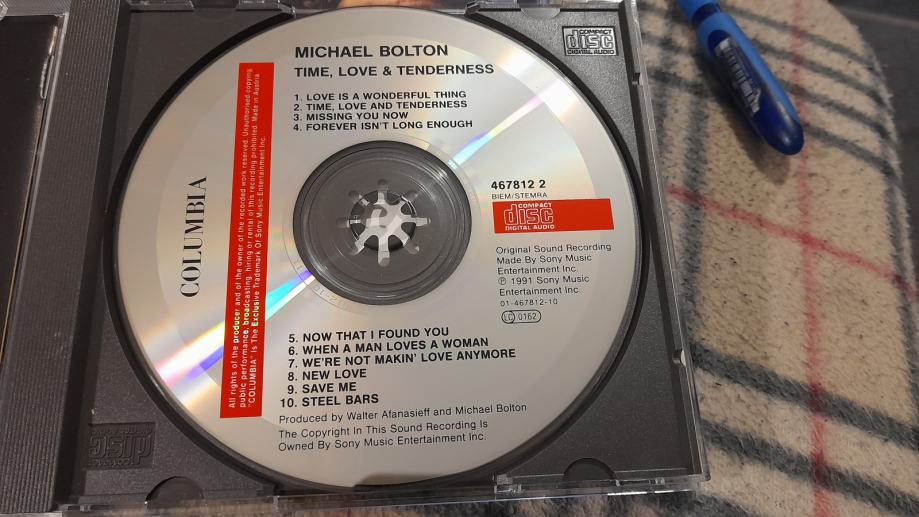 COMPACT
disc
DIGITAL AUDIO
MICHAEL BOLTON
TIME, LOVE & TENDERNESS
1. LOVE IS A WONDERFUL THING
2. TIME, LOVE AND TENDERNESS
3. MISSING YOU NOW
4. FOREVER ISN'T LONG ENOUGH
All rights of the producer and of the owner of the recorded work reserved. Unauthorised copying,
public performance, broadcasting, hiring or rental of this recording prohibited. Made in Austria
"COLUMBIA" Is The Exclusive Trademark Of Sony Music Entertainment Inc.
COLUMBIA
467812 2
BIEM/STEMRA
COMPACT
disc
DIGITAL AUDIO
Original Sound Recording
Made By Sony Music
Entertainment Inc.
℗ 1991 Sony Music
Entertainment Inc.
01-467812-10
LC 0162
5. NOW THAT I FOUND YOU
6. WHEN A MAN LOVES A WOMAN
7. WE'RE NOT MAKIN' LOVE ANYMORE
8. NEW LOVE
9. SAVE ME
10. STEEL BARS
Produced by Walter Afanasieff and Michael Bolton
The Copyright In This Sound Recording Is
Owned By Sony Music Entertainment Inc.
disc